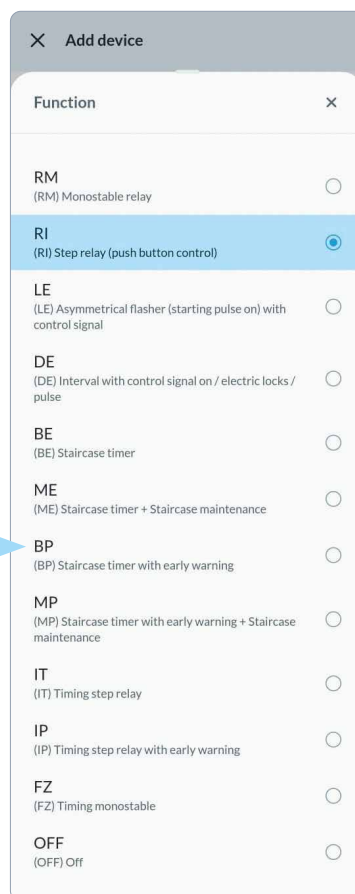 Add device
Function
RM
(RM) Monostable relay
RI
(RI) Step relay (push button control)
LE
(LE) Asymmetrical flasher (starting pulse on) with
control signal
DE
(DE) Interval with control signal on / electric locks /
pulse
BE
(BE) Staircase timer
ME
(ME) Staircase timer + Staircase maintenance
BP
(BP) Staircase timer with early warning
MP
(MP) Staircase timer with early warning + Staircase
maintenance
IT
(IT) Timing step relay
IP
(IP) Timing step relay with early warning
FZ
(FZ) Timing monostable
OFF
(OFF) Off